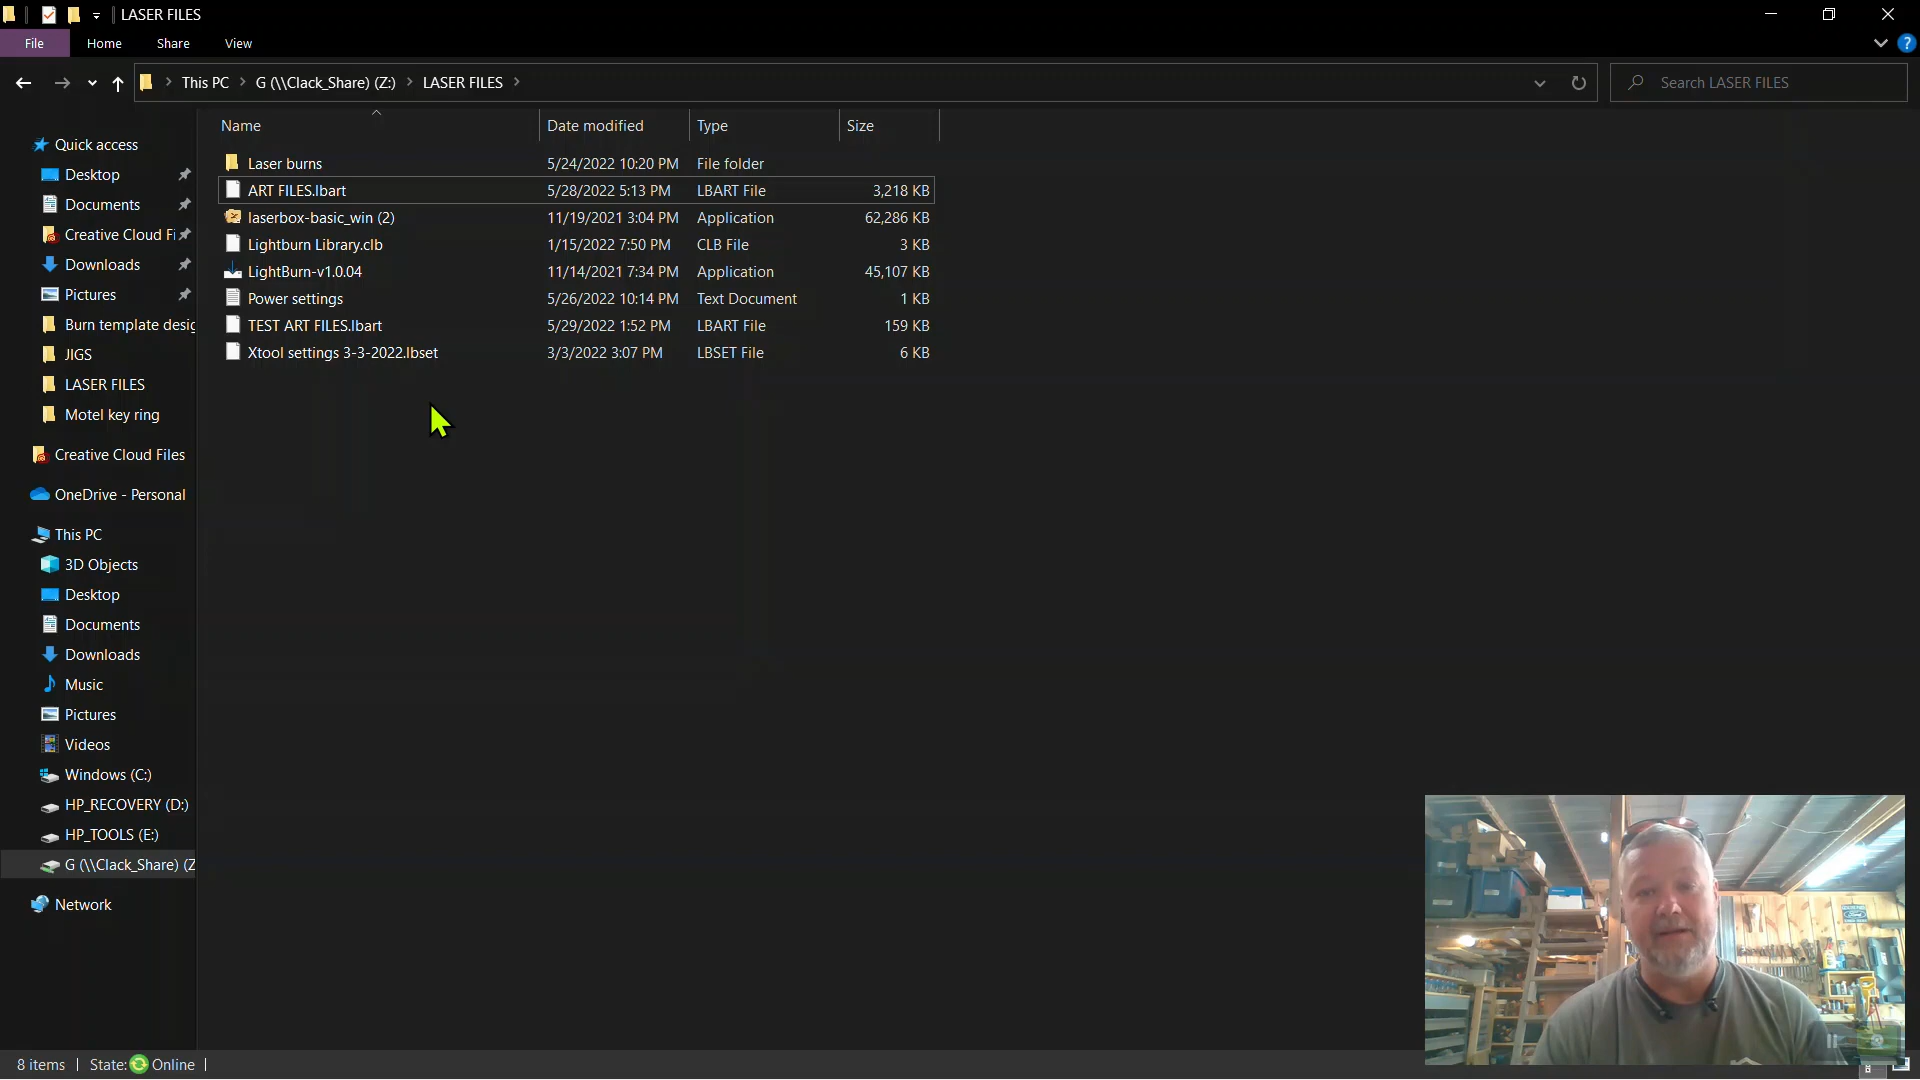 LASER FILES
File Home Share View
This PC G (\\Clack_Share) (Z:) LASER FILES
Search LASER FILES
Name Date modified Type Size
Laser burns 5/24/2022 10:20 PM File folder
ART FILES.lbart 5/28/2022 5:13 PM LBART File 3,218 KB
laserbox-basic_win (2) 11/19/2021 3:04 PM Application 62,286 KB
Lightburn Library.clb 1/15/2022 7:50 PM CLB File 3 KB
LightBurn-v1.0.04 11/14/2021 7:34 PM Application 45,107 KB
Power settings 5/26/2022 10:14 PM Text Document 1 KB
TEST ART FILES.lbart 5/29/2022 1:52 PM LBART File 159 KB
Xtool settings 3-3-2022.lbset 3/3/2022 3:07 PM LBSET File 6 KB
Quick access
Desktop
Documents
Creative Cloud Fi
Downloads
Pictures
Burn template desig
JIGS
LASER FILES
Motel key ring
Creative Cloud Files
OneDrive - Personal
This PC
3D Objects
Desktop
Documents
Downloads
Music
Pictures
Videos
Windows (C:)
HP_RECOVERY (D:)
HP_TOOLS (E:)
G (\\Clack_Share) (Z
Network
8 items State: Online